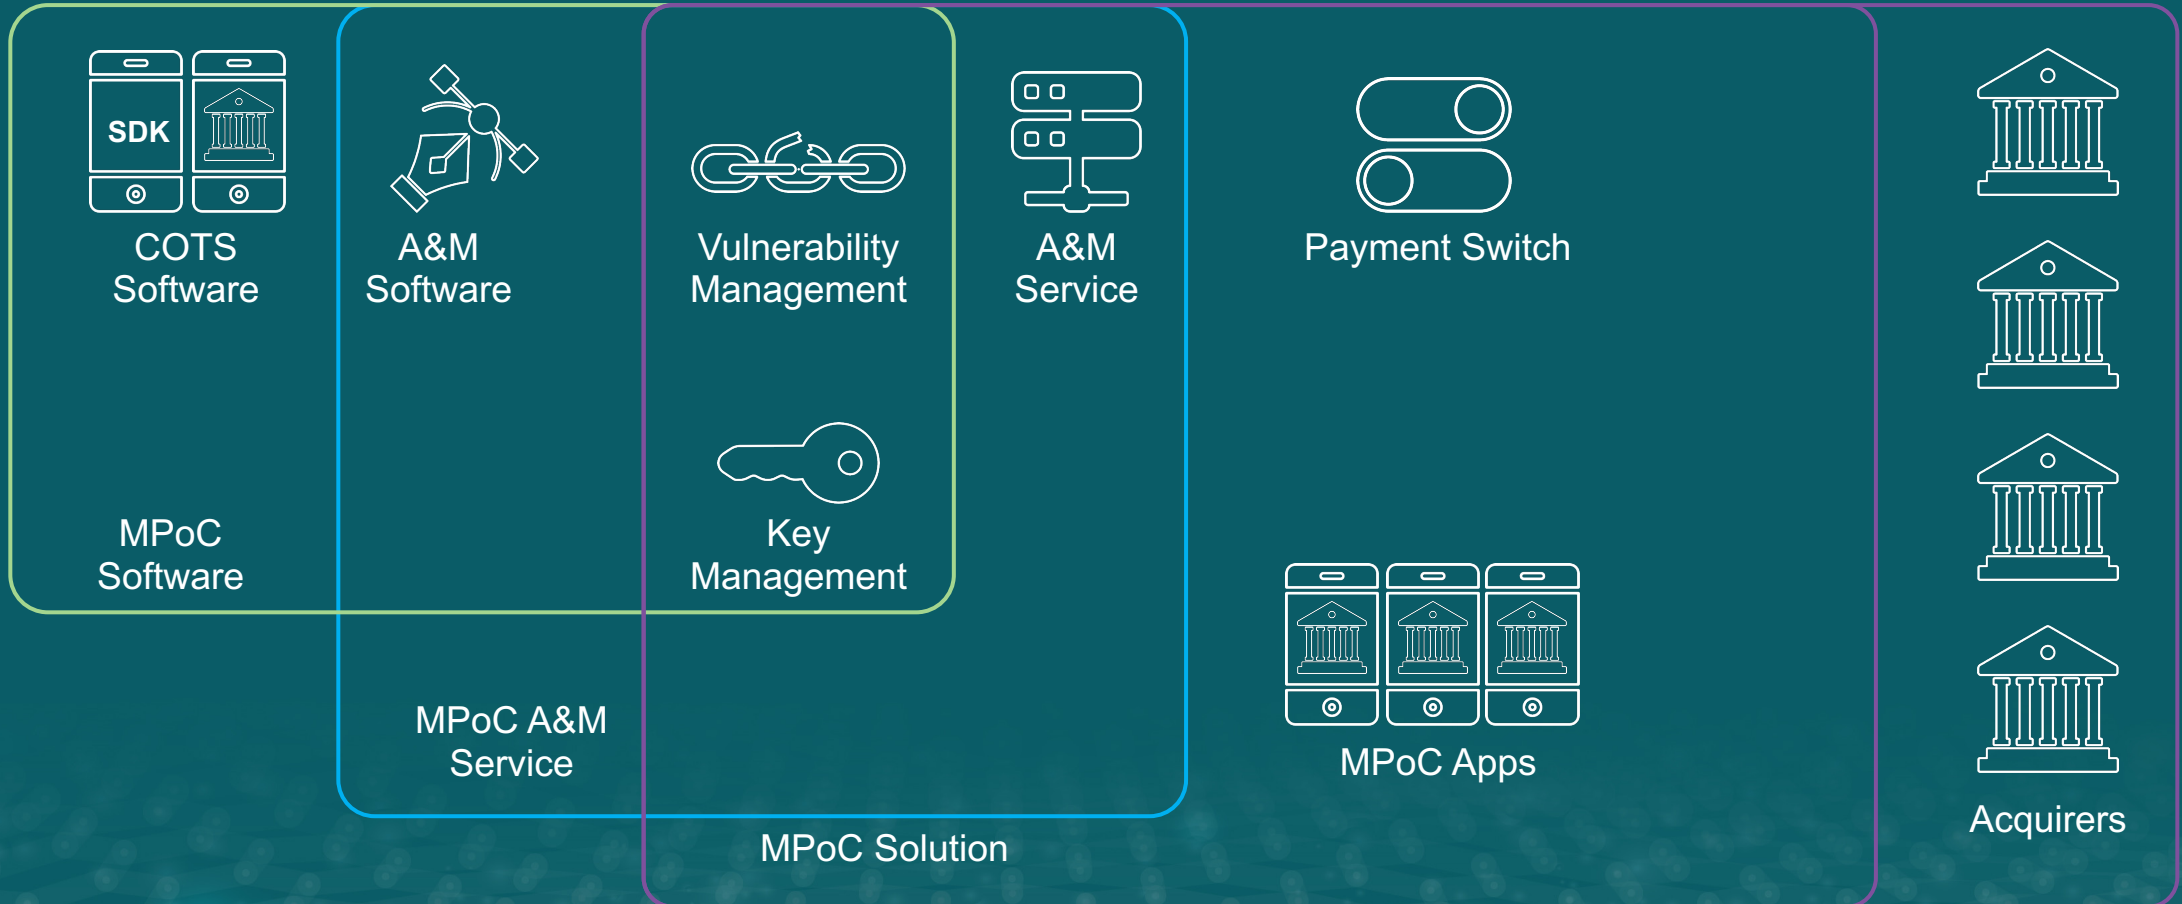 SDK
COTS
Software
A&M
Software
Vulnerability
Management
A&M
Service
Payment Switch
MPoC
Software
Key
Management
MPoC A&M
Service
MPoC Apps
MPoC Solution
Acquirers